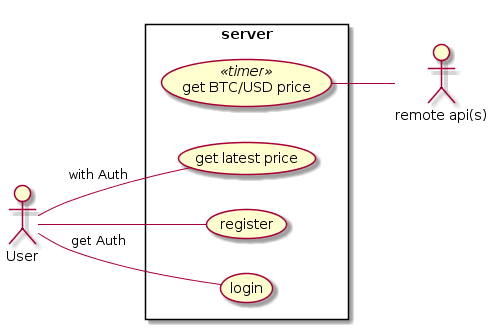 server
«timer»
get BTC/USD price
remote api(s)
get latest price
with Auth
register
User
get Auth
login